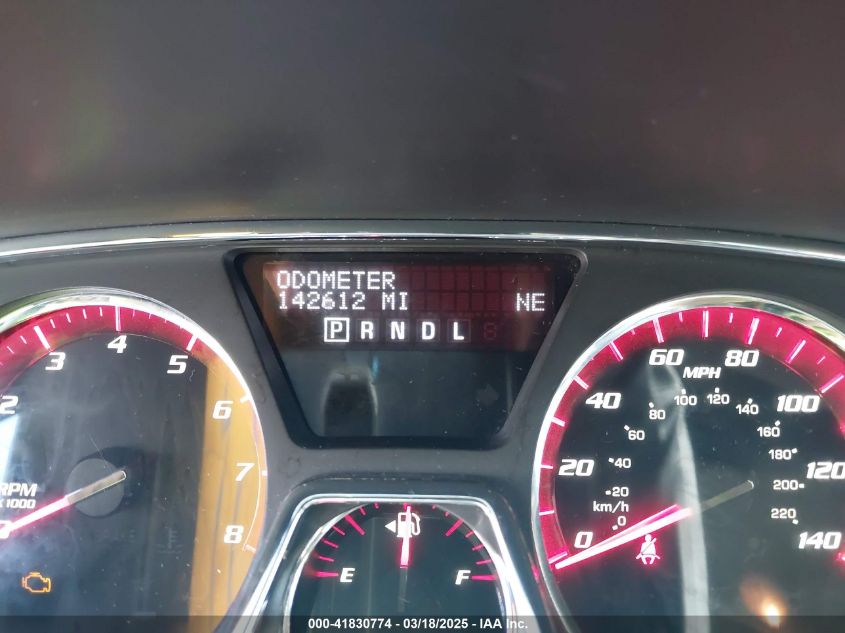 ODOMETER
142612 MI NE
P R N D L
2 3 4 5 6 7 8
RPM
X 1000
0 20 40 60 80 100 120 140
MPH
0 20 40 60 80 100 120 140 160 180 200 220
km/h
E F
000-41830774 - 03/18/2025 - IAA Inc.